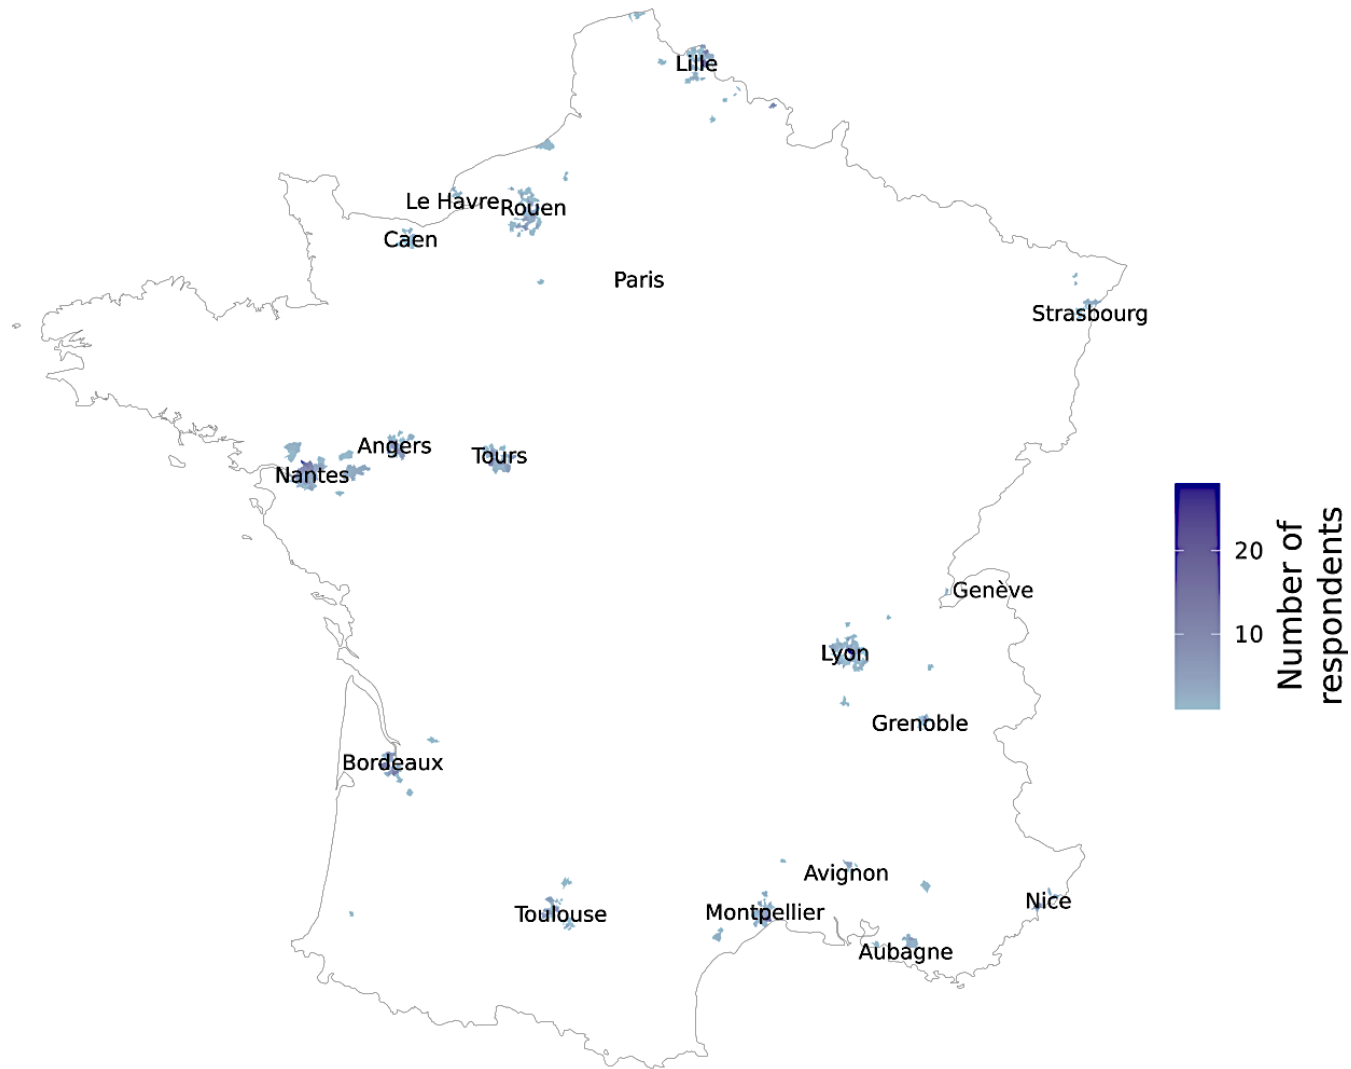 Lille
Le Havre
Rouen
Caen
Paris
Strasbourg
Angers
Tours
Nantes
20
10
Number of
respondents
Genève
Lyon
Grenoble
Bordeaux
Avignon
Nice
Toulouse
Montpellier
Aubagne